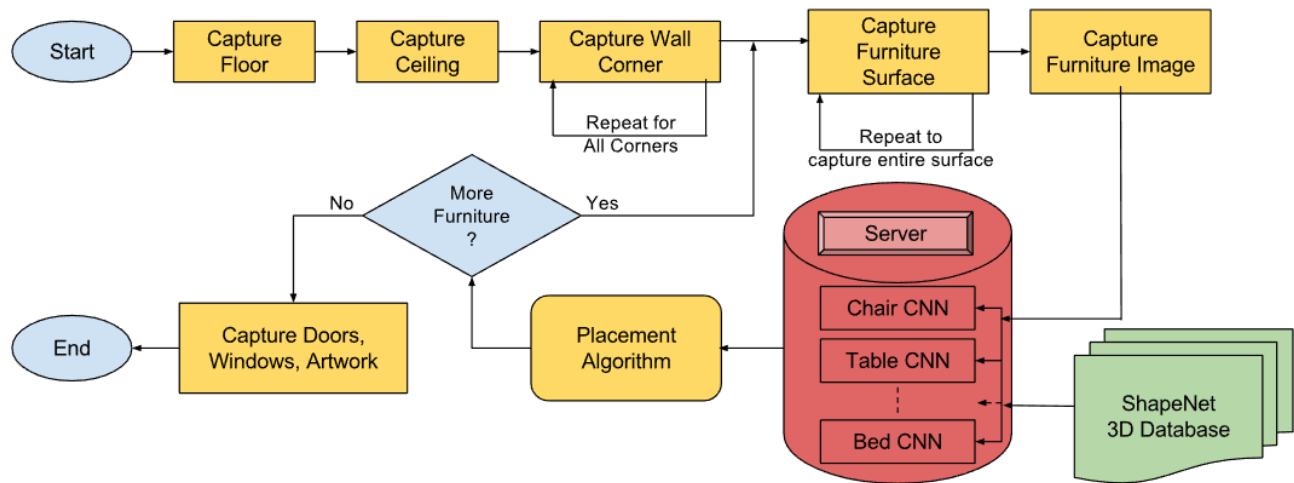 Start
Capture
Floor
Capture
Ceiling
Capture Wall
Corner
Capture
Furniture
Surface
Capture
Furniture Image
Repeat for
All Corners
Repeat to
capture entire surface
More
Furniture
?
No
Yes
Server
Chair CNN
Table CNN
Bed CNN
End
Capture Doors,
Windows, Artwork
Placement
Algorithm
ShapeNet
3D Database